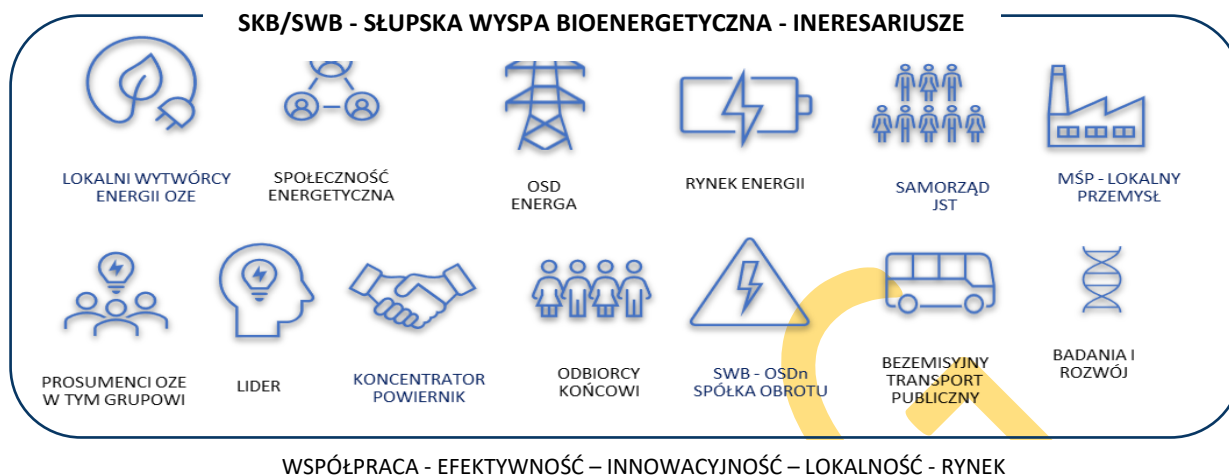 SKB/SWB - SŁUPSKA WYSPA BIOENERGETYCZNA - INERESARIUSZE
LOKALNI WYTWÓRCY
ENERGII OZE
SPOŁECZNOŚĆ
ENERGETYCZNA
OSD
ENERGA
RYNEK ENERGII
SAMORZĄD
JST
MŚP - LOKALNY
PRZEMYSŁ
PROSUMENCI OZE
W TYM GRUPOWI
LIDER
KONCENTRATOR
POWIERNIK
ODBIORCY
KOŃCOWI
SWB - OSDn
SPÓŁKA OBROTU
BEZEMISYJNY
TRANSPORT
PUBLICZNY
BADANIA I
ROZWÓJ
WSPÓŁPRACA - EFEKTYWNOŚĆ – INNOWACYJNOŚĆ – LOKALNOŚĆ - RYNEK